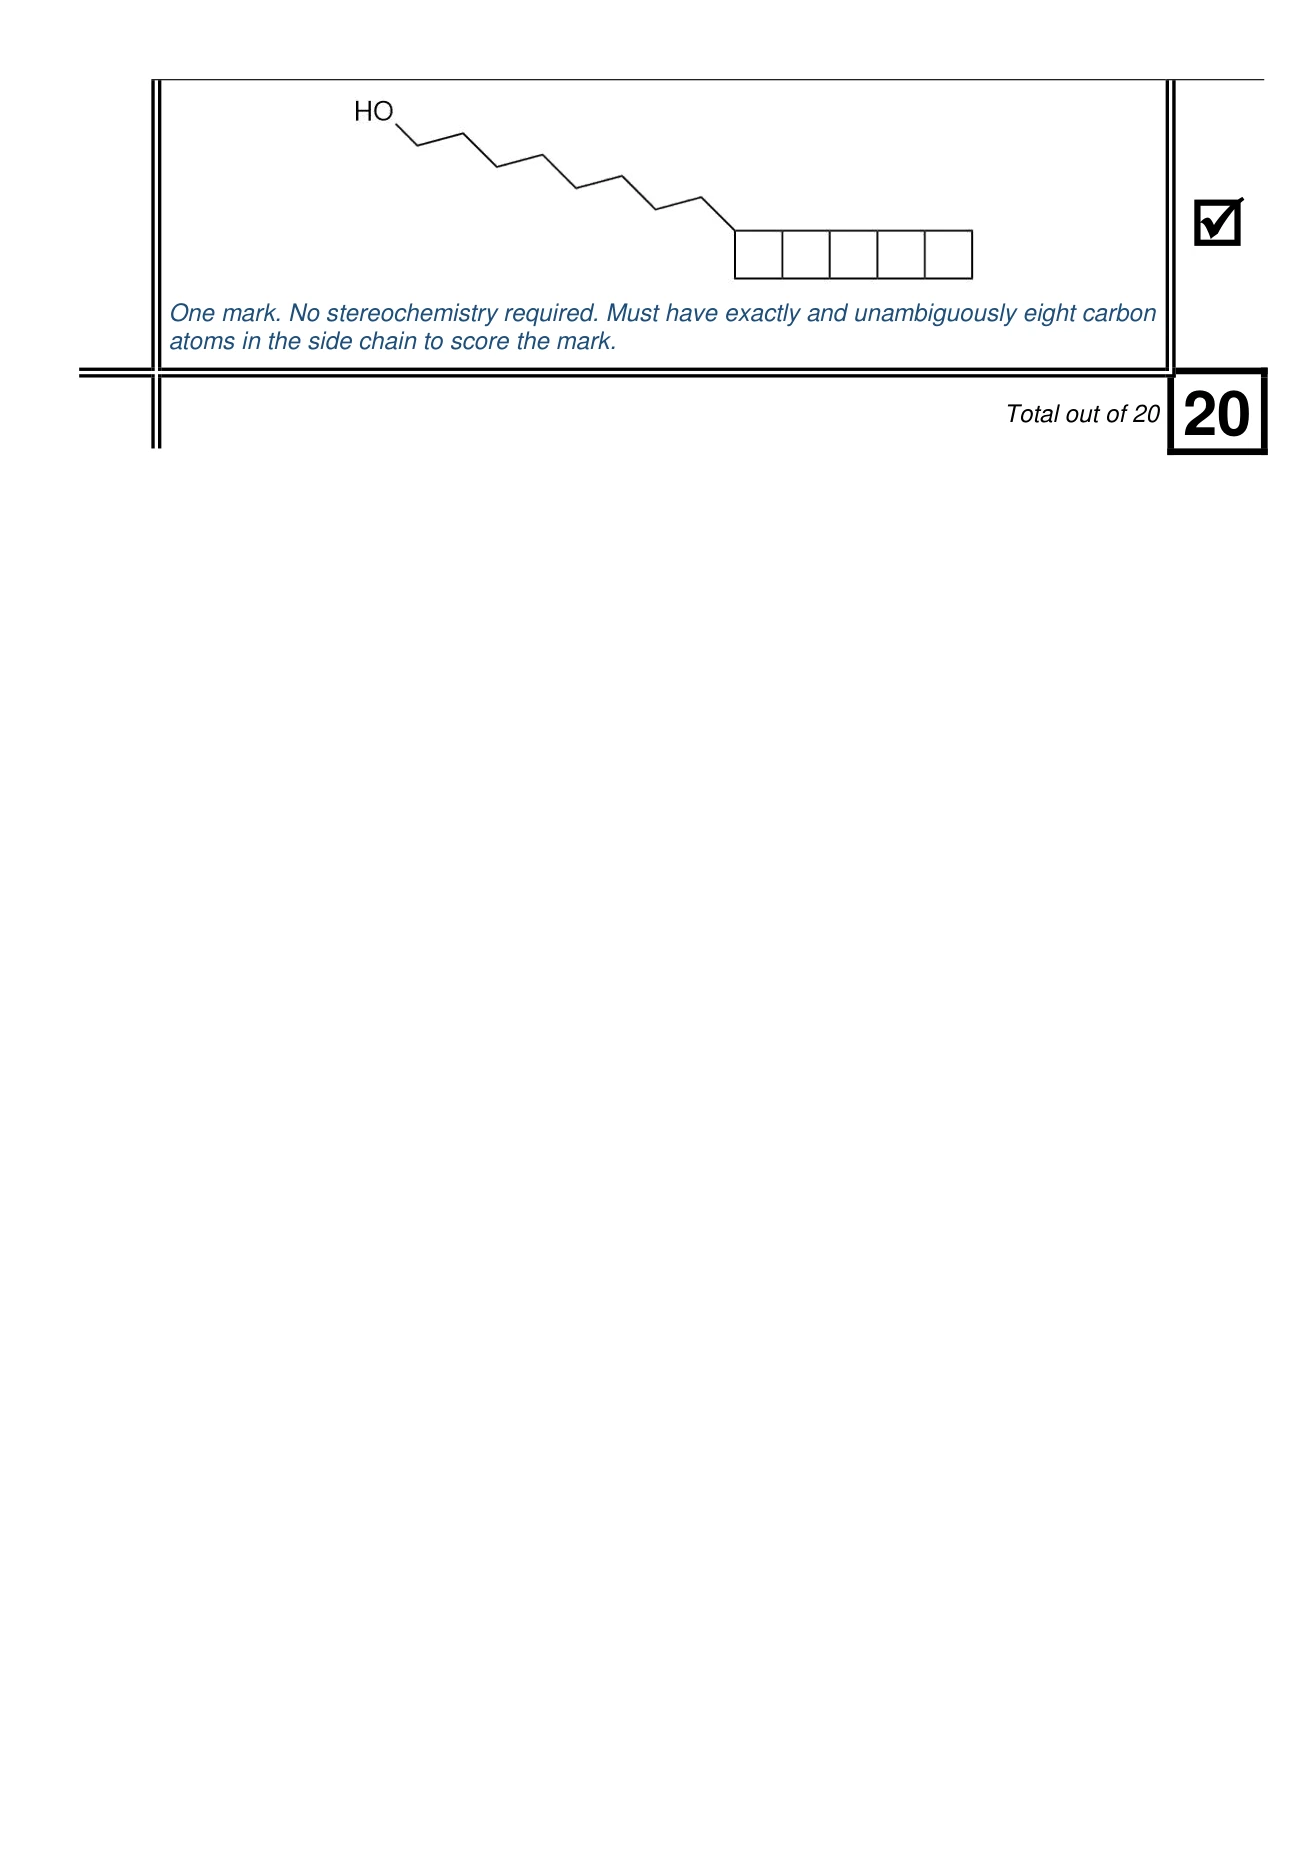 HO
One mark. No stereochemistry required. Must have exactly and unambiguously eight carbon
atoms in the side chain to score the mark.
Total out of 20
20